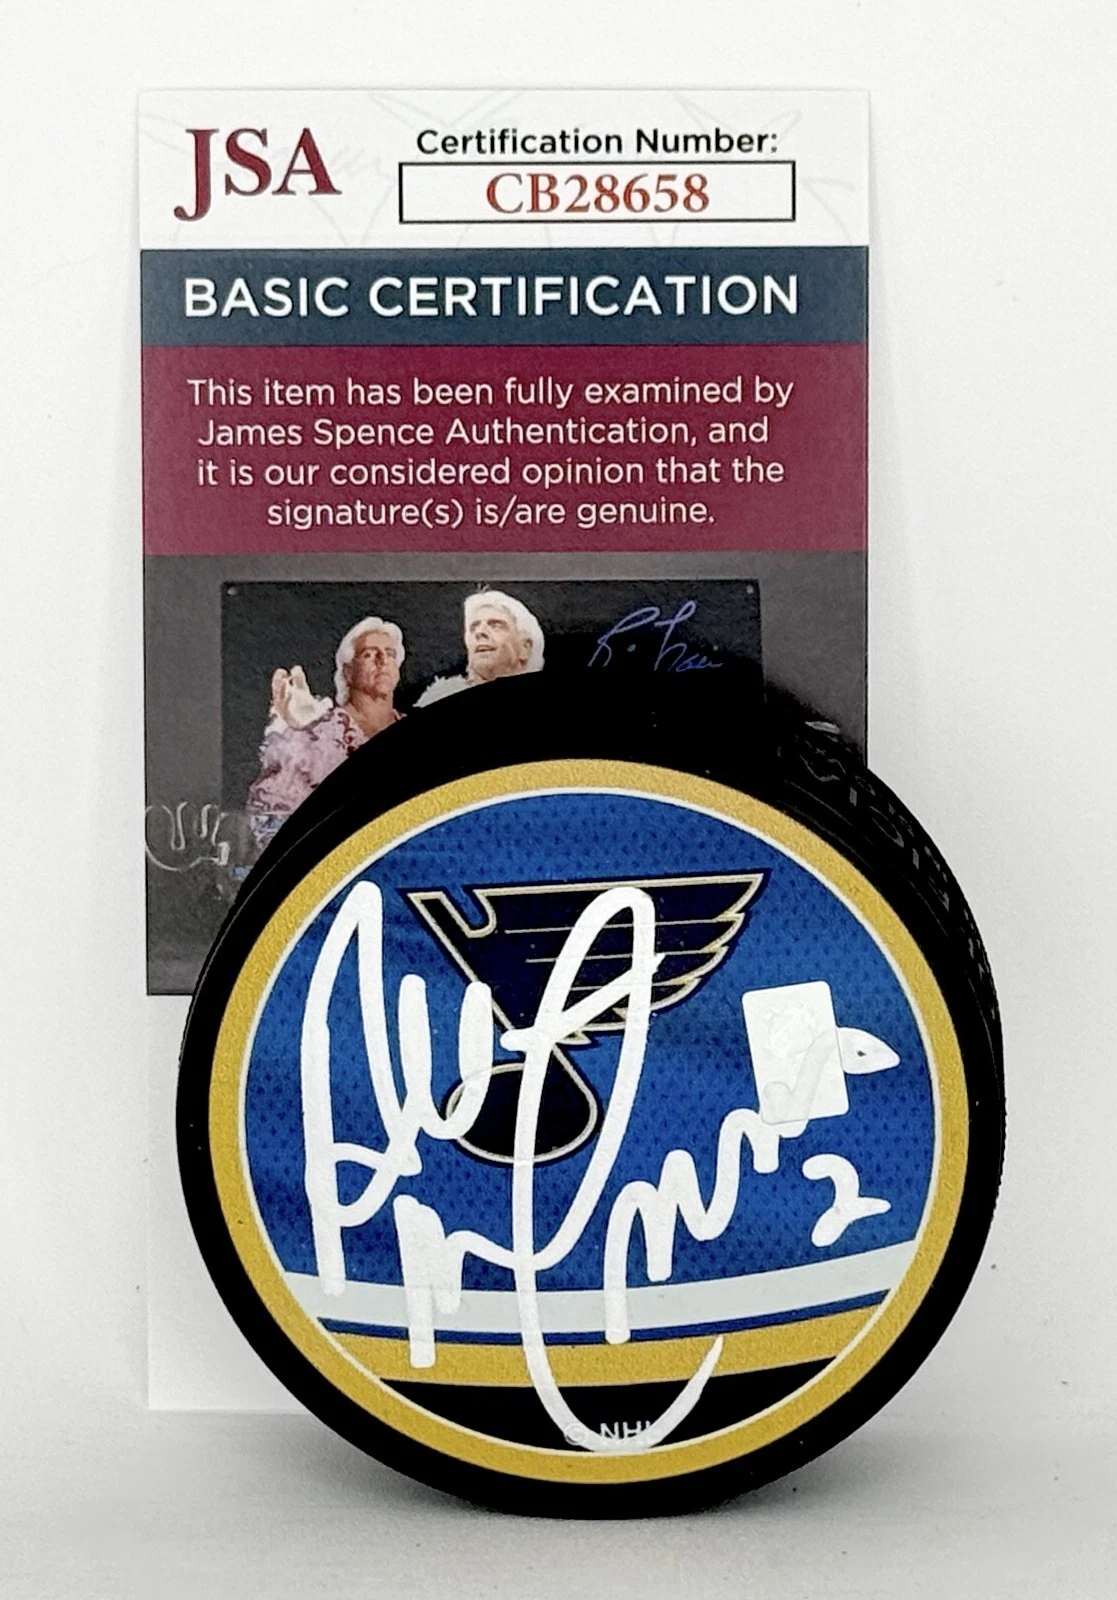 JSA
Certification Number:
CB28658
BASIC CERTIFICATION
This item has been fully examined by
James Spence Authentication, and
it is our considered opinion that the
signature(s) is/are genuine.
2
© NHL